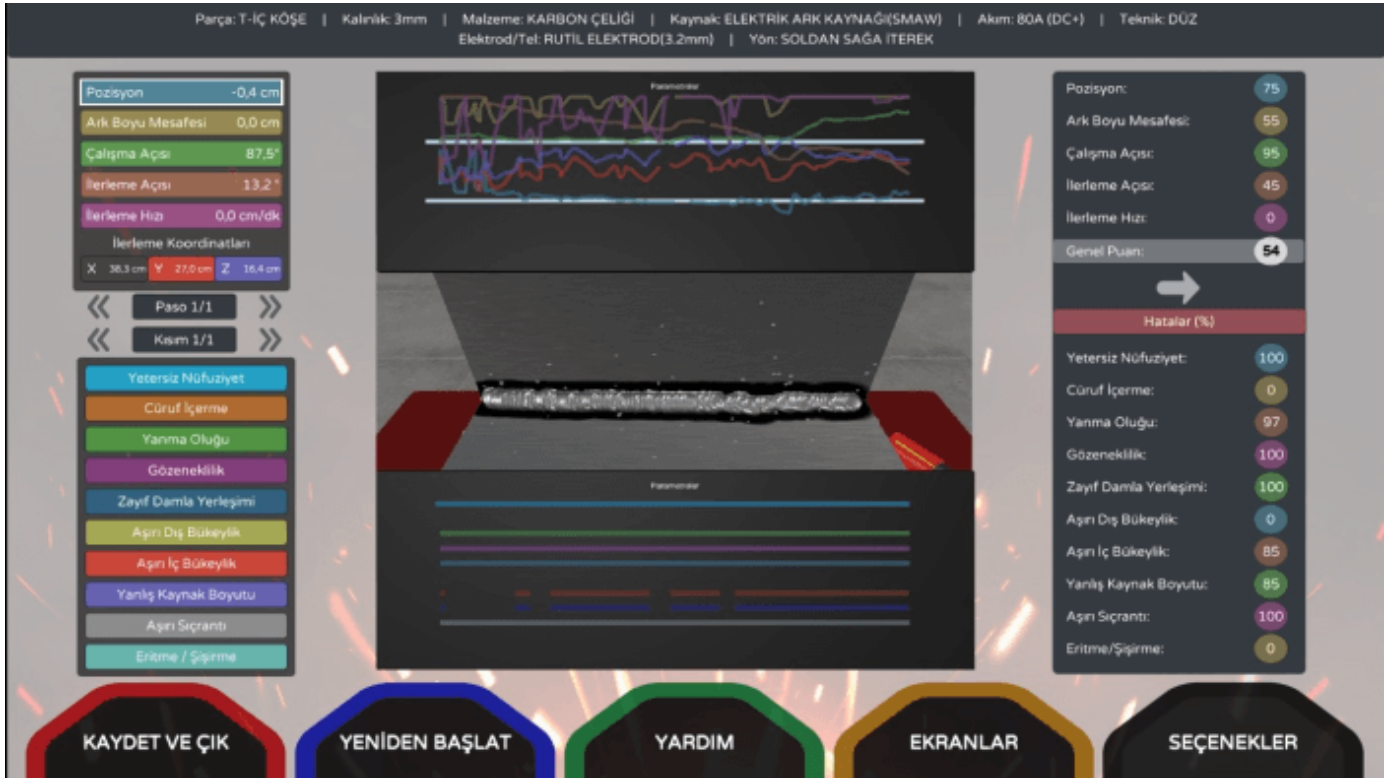 Parça: T-İÇ KÖŞE | Kalınlık: 3mm | Malzeme: KARBON ÇELİĞİ | Kaynak: ELEKTRİK ARK KAYNAĞI(SMAW) | Akım: 80A (DC+) | Teknik: DÜZ
Elektrod/Tel: RUTİL ELEKTROD(3.2mm) | Yön: SOLDAN SAĞA İTEREK
Pozisyon -0,4 cm
Ark Boyu Mesafesi 0,0 cm
Çalışma Açısı 87,5°
İlerleme Açısı 13,2 °
İlerleme Hızı 0,0 cm/dk
İlerleme Koordinatları
X 38,3 cm Y 27,0 cm Z 16,4 cm
Paso 1/1
Kısım 1/1
Yetersiz Nüfuziyet
Cüruf İçerme
Yanma Oluğu
Gözeneklilik
Zayıf Damla Yerleşimi
Aşırı Dış Bükeylik
Aşırı İç Bükeylik
Yanlış Kaynak Boyutu
Aşırı Sıçrantı
Eritme / Şişirme
Parametreler
Parametreler
Pozisyon: 75
Ark Boyu Mesafesi: 55
Çalışma Açısı: 95
İlerleme Açısı: 45
İlerleme Hızı: 0
Genel Puan: 54
Hatalar (%)
Yetersiz Nüfuziyet: 100
Cüruf İçerme: 0
Yanma Oluğu: 97
Gözeneklilik: 100
Zayıf Damla Yerleşimi: 100
Aşırı Dış Bükeylik: 0
Aşırı İç Bükeylik: 85
Yanlış Kaynak Boyutu: 85
Aşırı Sıçrantı: 100
Eritme/Şişirme: 0
KAYDET VE ÇIK
YENİDEN BAŞLAT
YARDIM
EKRANLAR
SEÇENEKLER